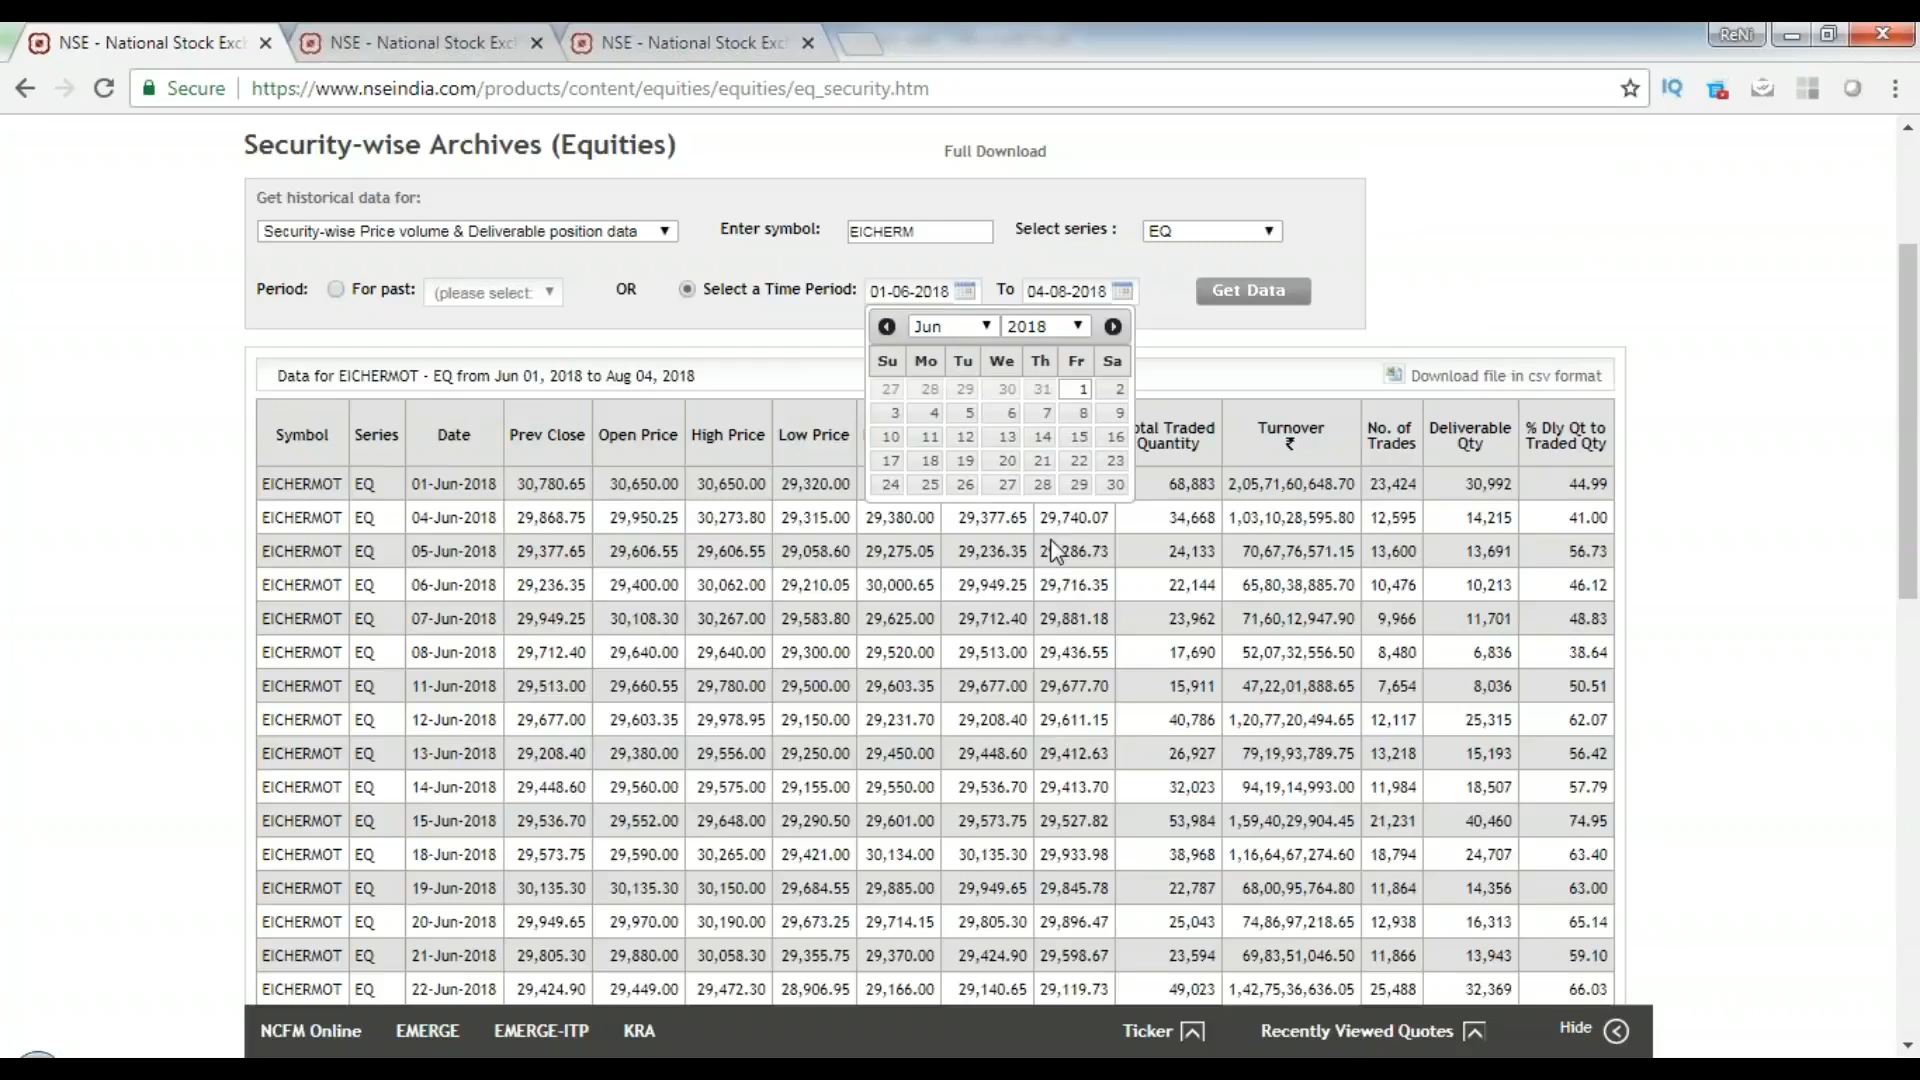 NSE - National Stock Exc
NSE - National Stock Exc
NSE - National Stock Exc
ReNi
Secure
https://www.nseindia.com/products/content/equities/equities/eq_security.htm
IQ
Security-wise Archives (Equities)
Full Download
Get historical data for:
Security-wise Price volume & Deliverable position data
Enter symbol:
EICHERM
Select series :
EQ
Period: For past: (please select: OR Select a Time Period: 01-06-2018 To 04-08-2018 Get Data
Jun 2018
Su Mo Tu We Th Fr Sa
27 28 29 30 31 1 2
3 4 5 6 7 8 9
10 11 12 13 14 15 16
17 18 19 20 21 22 23
24 25 26 27 28 29 30
Data for EICHERMOT - EQ from Jun 01, 2018 to Aug 04, 2018
Download file in csv format
Symbol Series Date Prev Close Open Price High Price Low Price Traded Quantity Turnover ₹ No. of Trades Deliverable Qty % Dly Qt to Traded Qty
EICHERMOT EQ 01-Jun-2018 30,780.65 30,650.00 30,650.00 29,320.00 68,883 2,05,71,60,648.70 23,424 30,992 44.99
EICHERMOT EQ 04-Jun-2018 29,868.75 29,950.25 30,273.80 29,315.00 29,380.00 29,377.65 29,740.07 34,668 1,03,10,28,595.80 12,595 14,215 41.00
EICHERMOT EQ 05-Jun-2018 29,377.65 29,606.55 29,606.55 29,058.60 29,275.05 29,236.35 24,133 70,67,76,571.15 13,600 13,691 56.73
EICHERMOT EQ 06-Jun-2018 29,236.35 29,400.00 30,062.00 29,210.05 30,000.65 29,949.25 29,716.35 22,144 65,80,38,885.70 10,476 10,213 46.12
EICHERMOT EQ 07-Jun-2018 29,949.25 30,108.30 30,267.00 29,583.80 29,625.00 29,712.40 29,881.18 23,962 71,60,12,947.90 9,966 11,701 48.83
EICHERMOT EQ 08-Jun-2018 29,712.40 29,640.00 29,640.00 29,300.00 29,520.00 29,513.00 29,436.55 17,690 52,07,32,556.50 8,480 6,836 38.64
EICHERMOT EQ 11-Jun-2018 29,513.00 29,660.55 29,780.00 29,500.00 29,603.35 29,677.00 29,677.70 15,911 47,22,01,888.65 7,654 8,036 50.51
EICHERMOT EQ 12-Jun-2018 29,677.00 29,603.35 29,978.95 29,150.00 29,231.70 29,208.40 29,611.15 40,786 1,20,77,20,494.65 12,117 25,315 62.07
EICHERMOT EQ 13-Jun-2018 29,208.40 29,380.00 29,556.00 29,250.00 29,450.00 29,448.60 29,412.63 26,927 79,19,93,789.75 13,218 15,193 56.42
EICHERMOT EQ 14-Jun-2018 29,448.60 29,560.00 29,575.00 29,155.00 29,550.00 29,536.70 29,413.70 32,023 94,19,14,993.00 11,984 18,507 57.79
EICHERMOT EQ 15-Jun-2018 29,536.70 29,552.00 29,648.00 29,290.50 29,601.00 29,573.75 29,527.82 53,984 1,59,40,29,904.45 21,231 40,460 74.95
EICHERMOT EQ 18-Jun-2018 29,573.75 29,590.00 30,265.00 29,421.00 30,134.00 30,135.30 29,933.98 38,968 1,16,64,67,274.60 18,794 24,707 63.40
EICHERMOT EQ 19-Jun-2018 30,135.30 30,135.30 30,150.00 29,684.55 29,885.00 29,949.65 29,845.78 22,787 68,00,95,764.80 11,864 14,356 63.00
EICHERMOT EQ 20-Jun-2018 29,949.65 29,970.00 30,190.00 29,673.25 29,714.15 29,805.30 29,896.47 25,043 74,86,97,218.65 12,938 16,313 65.14
EICHERMOT EQ 21-Jun-2018 29,805.30 29,880.00 30,058.30 29,355.75 29,370.00 29,424.90 29,598.67 23,594 69,83,51,046.50 11,866 13,943 59.10
EICHERMOT EQ 22-Jun-2018 29,424.90 29,449.00 29,472.30 28,906.95 29,166.00 29,140.65 29,119.73 49,023 1,42,75,36,636.05 25,488 32,369 66.03
NCFM Online EMERGE EMERGE-ITP KRA Ticker Recently Viewed Quotes Hide